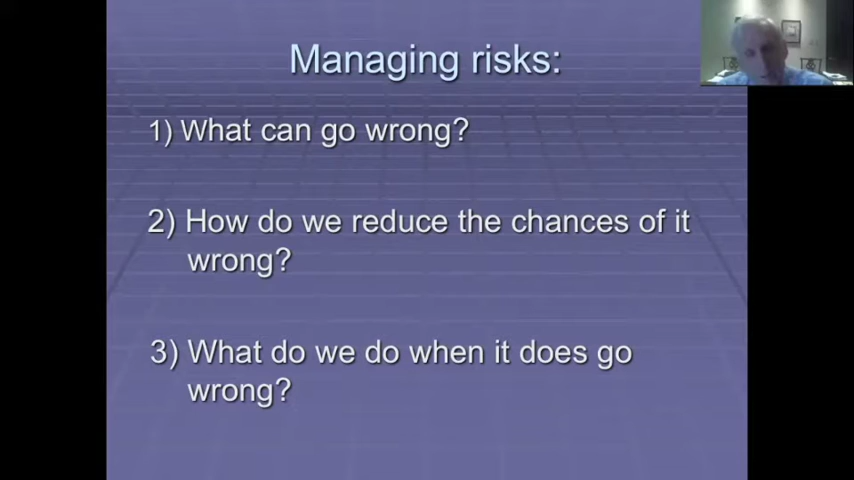 Managing risks:
1) What can go wrong?
2) How do we reduce the chances of it
wrong?
3) What do we do when it does go
wrong?